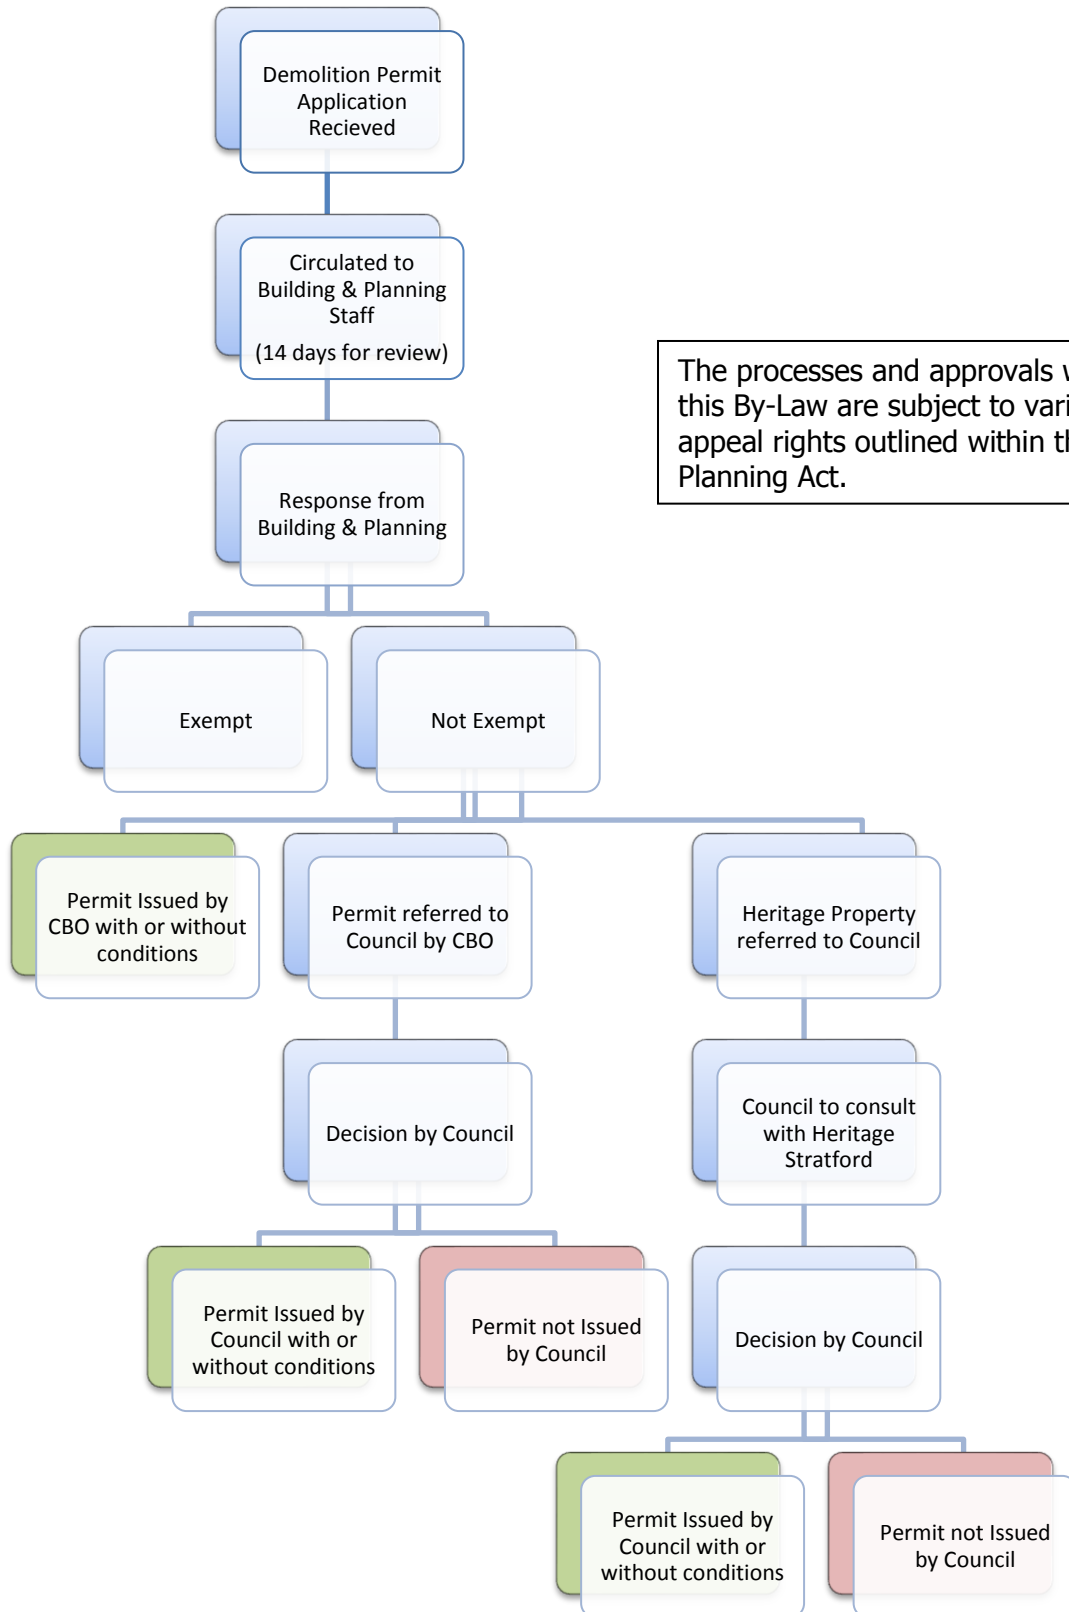 Demolition Permit
Application
Recieved
Circulated to
Building & Planning
Staff
(14 days for review)
The processes and approvals
this By-Law are subject to
appeal rights outlined within
Planning Act.
Response from
Building & Planning
Exempt
Not Exempt
Permit Issued by
CBO with or without
conditions
Permit referred to
Council by CBO
Heritage Property
referred to Council
Decision by Council
Council to consult
with Heritage
Stratford
Permit Issued by
Council with or
without conditions
Permit not Issued
by Council
Decision by Council
Permit Issued by
Council with or
without conditions
Permit not Issued
by Council